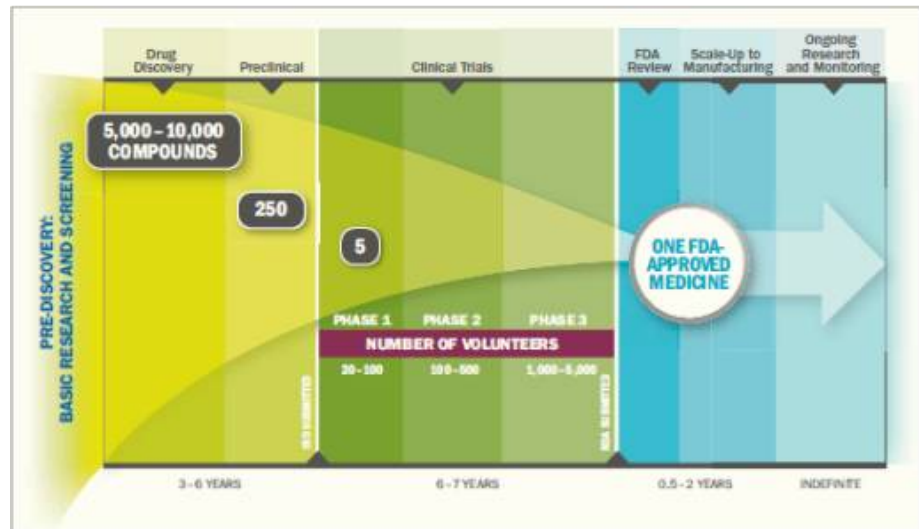 Drug
Discovery
Preclinical
Clinical Trials
FDA
Review
Scale-Up to
Manufacturing
Ongoing
Research
and Monitoring
PRE-DISCOVERY:
BASIC RESEARCH AND SCREENING
5,000–10,000
COMPOUNDS
250
5
ONE FDA-
APPROVED
MEDICINE
PHASE 1 PHASE 2 PHASE 3
NUMBER OF VOLUNTEERS
20–100 100–500 1,000–5,000
IND SUBMITTED
NDA SUBMITTED
3–6 YEARS
6–7 YEARS
0.5–2 YEARS
INDEFINITE